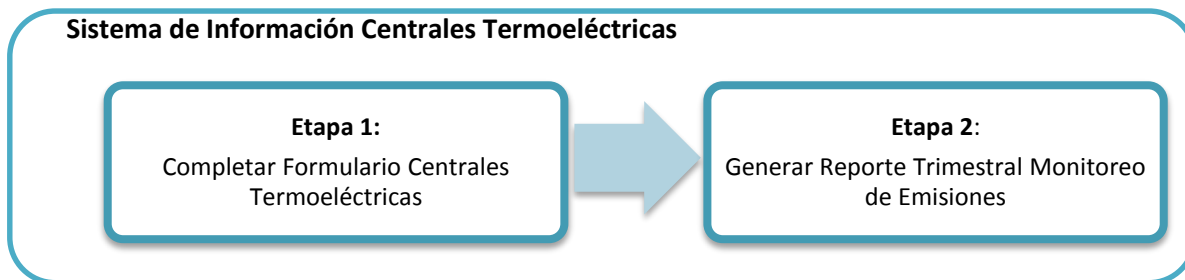 Sistema de Información Centrales Termoeléctricas
Etapa 1:
Completar Formulario Centrales
Termoeléctricas
Etapa 2:
Generar Reporte Trimestral Monitoreo
de Emisiones